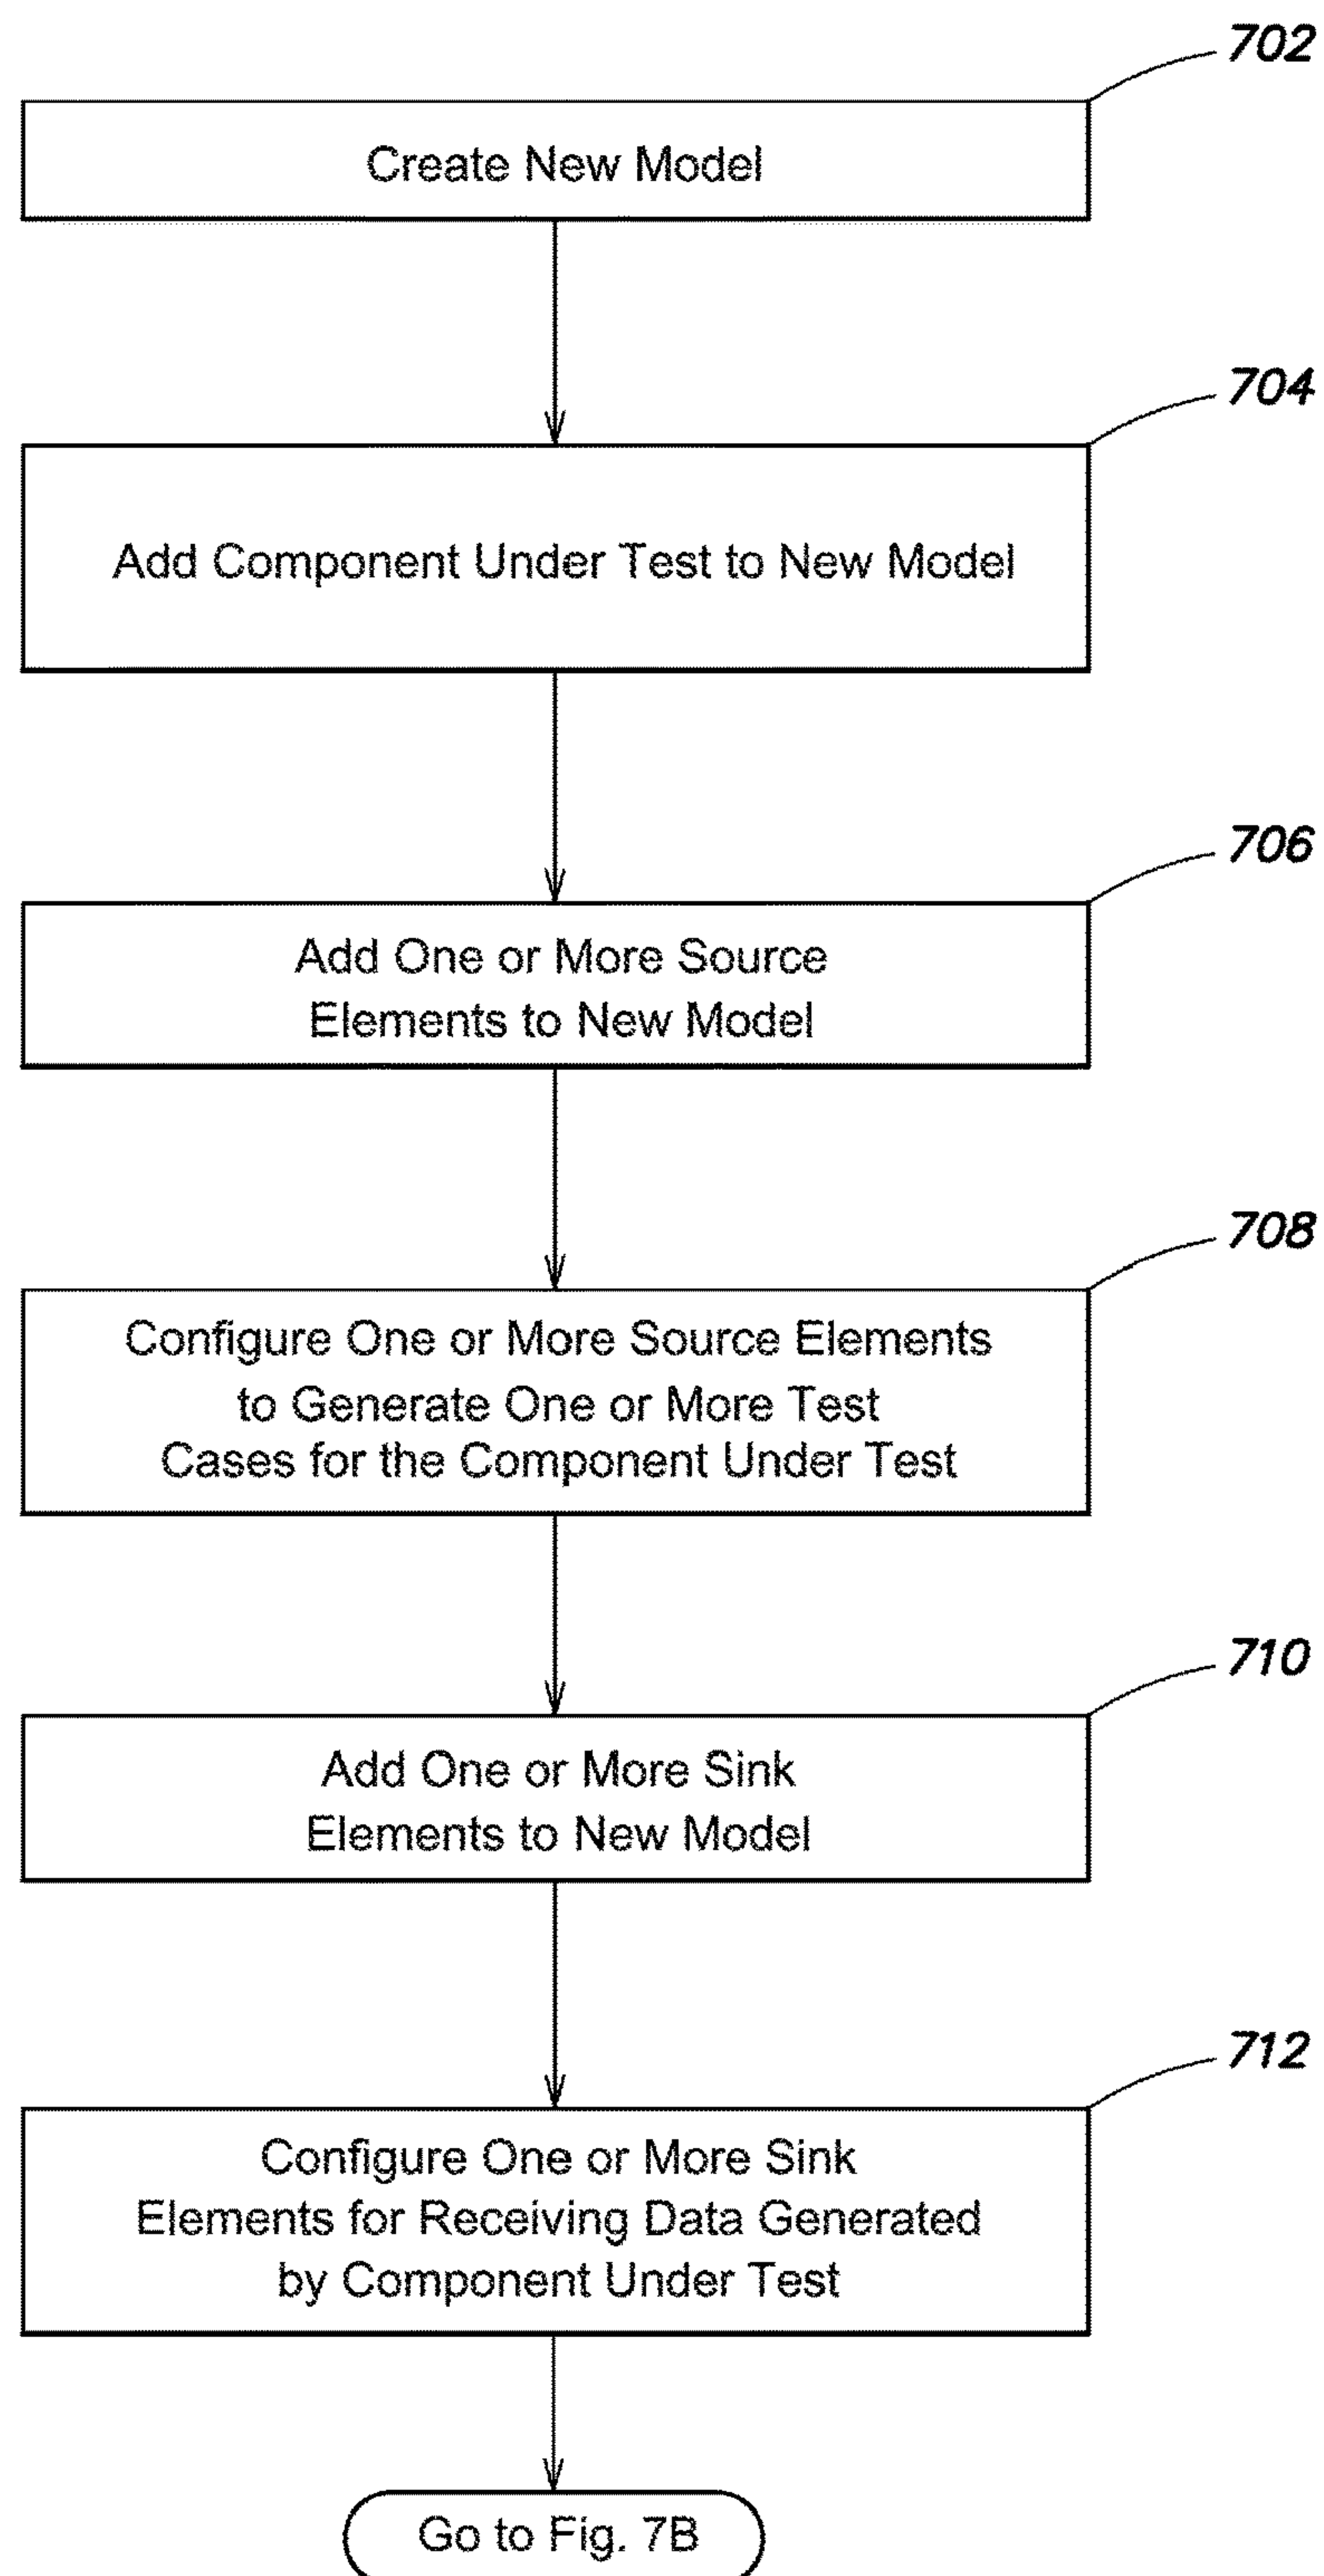 702
Create New Model
704
Add Component Under Test to New Model
706
Add One or More Source
Elements to New Model
708
Configure One or More Source Elements
to Generate One or More Test
Cases for the Component Under Test
710
Add One or More Sink
Elements to New Model
712
Configure One or More Sink
Elements for Receiving Data Generated
by Component Under Test
Go to Fig. 7B